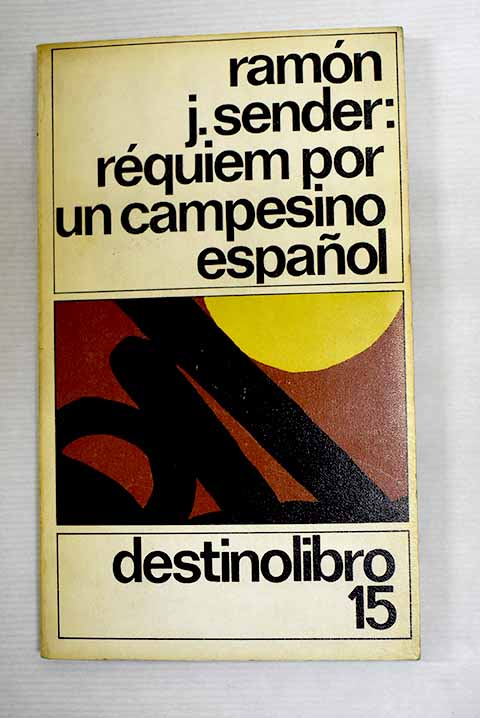 ramón
j. sender:
réquiem por
un campesino
español
destinolibro
15